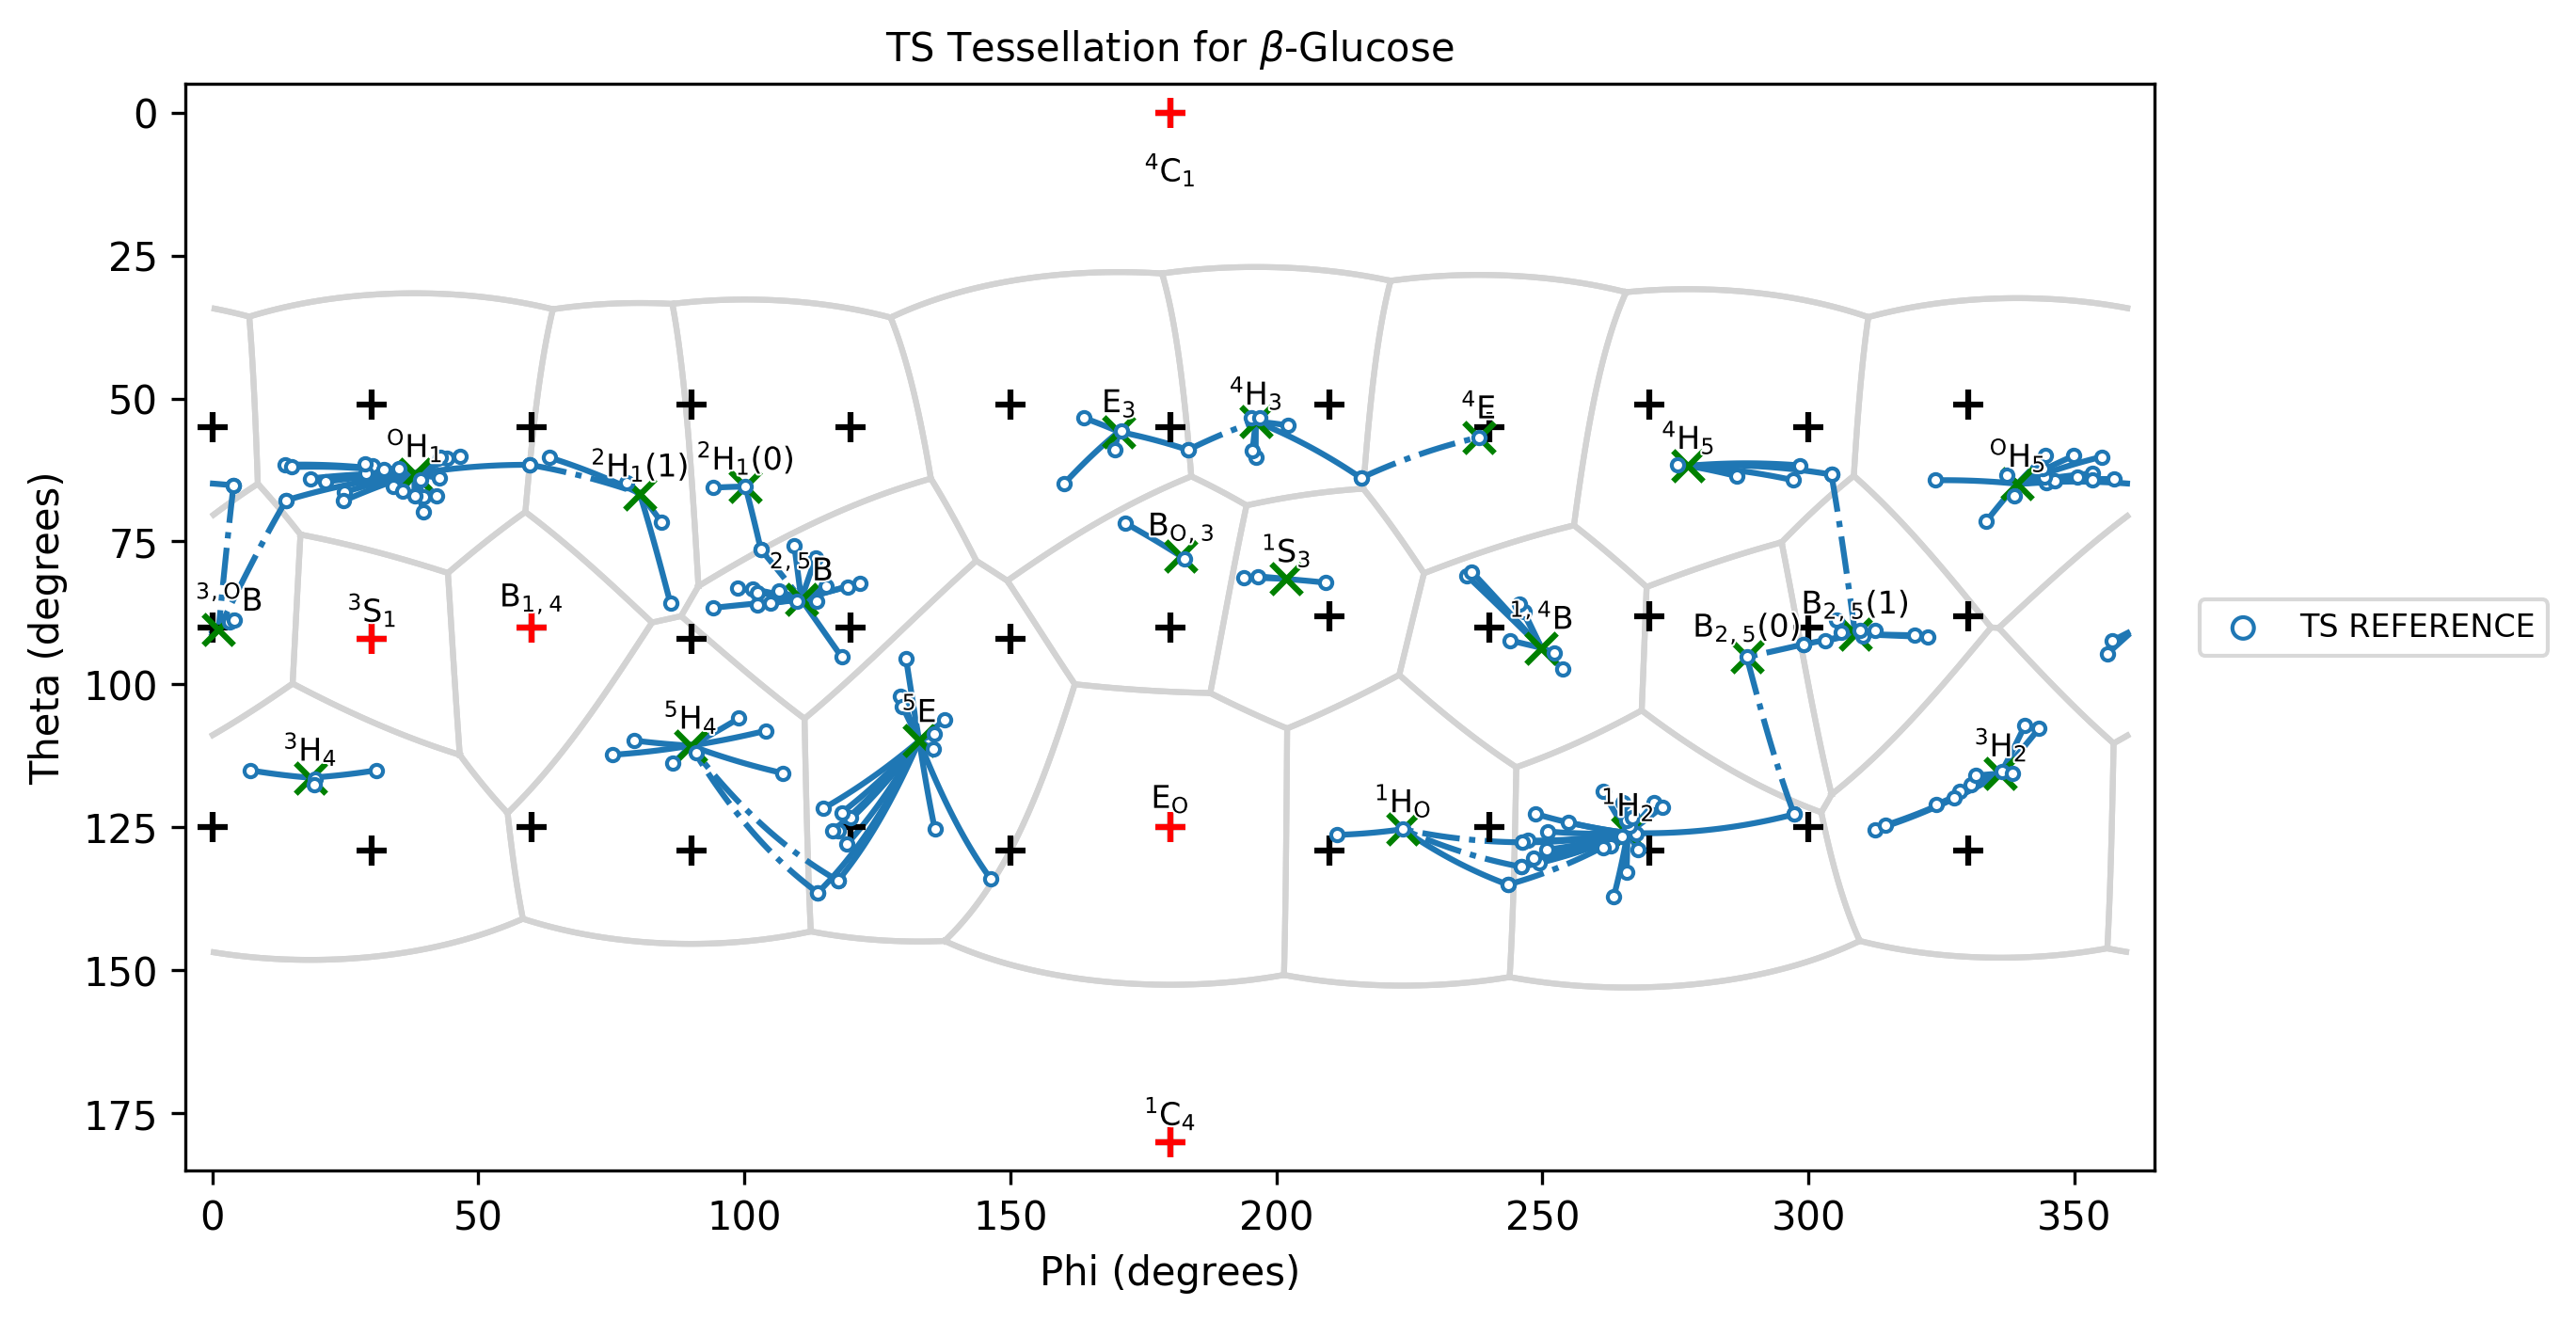 TS Tessellation for β-Glucose
Theta (degrees)
0
25
50
75
100
125
150
175
⁴C₁
E₃
⁴H₃
⁴E
⁴H₅
ᴼH₁
²H₁(1)
²H₁(0)
ᴼH₅
B_O,3
¹S₃
²,⁵B
³,ᴼB
³S₁
B₁,₄
¹,⁴B
B₂,₅(0)
B₂,₅(1)
TS REFERENCE
³H₄
⁵H₄
⁵E
E_O
¹H_O
¹H₂
³H₂
¹C₄
0
50
100
150
200
250
300
350
Phi (degrees)